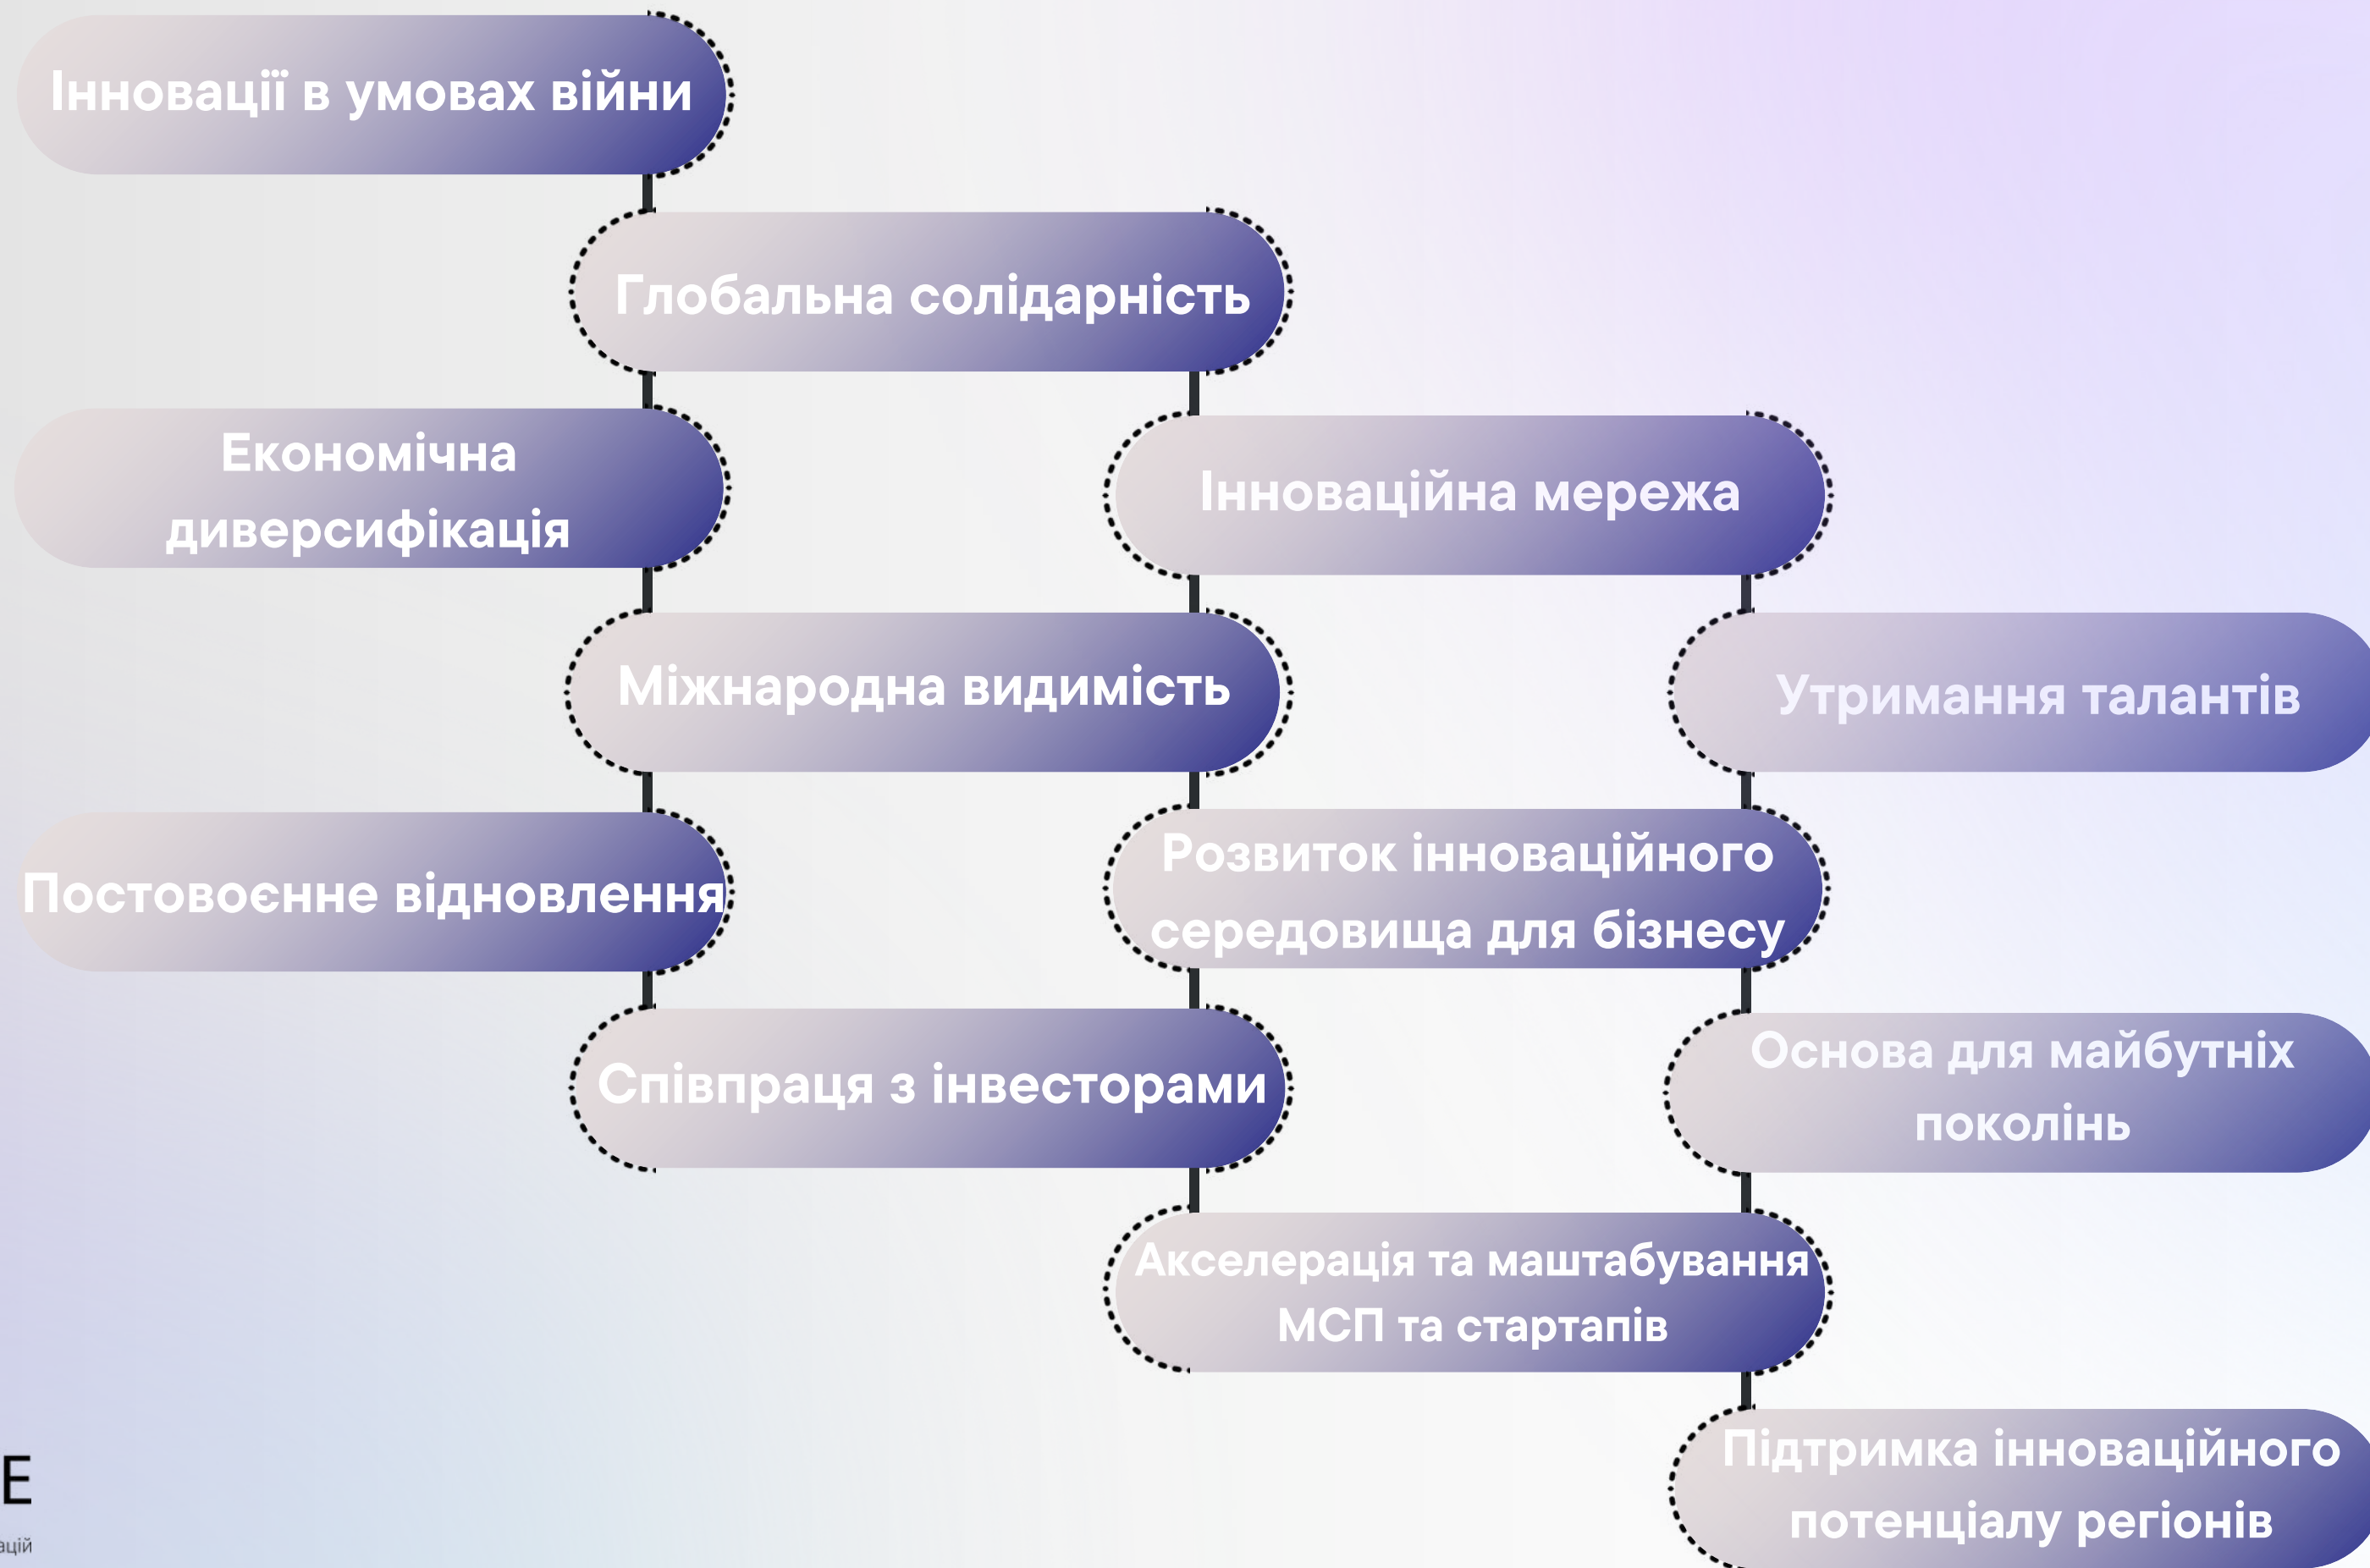 Інновації в умовах війни
Глобальна солідарність
Економічна
диверсифікація
Інноваційна мережа
Міжнародна видимість
Утримання талантів
Постовоєнне відновлення
Розвиток інноваційного
середовища для бізнесу
Співпраця з інвесторами
Основа для майбутніх
поколінь
Акселерація та маштабування
МСП та стартапів
Підтримка інноваційного
потенціалу регіонів
E